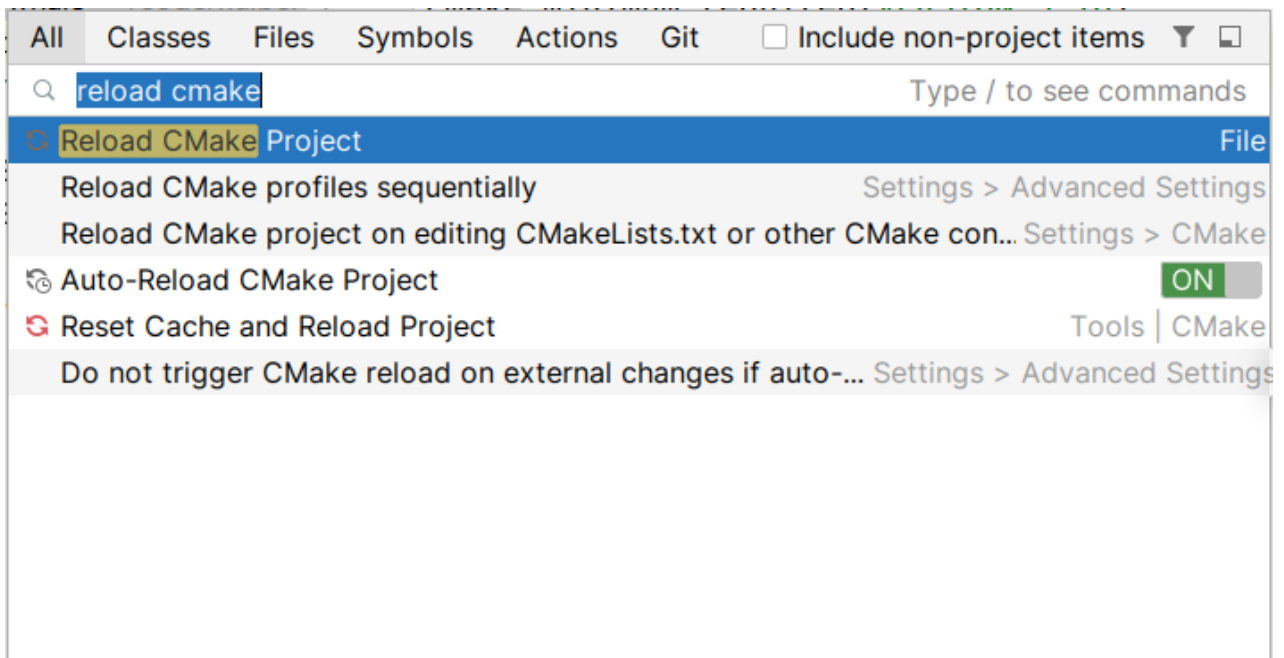 All Classes Files Symbols Actions Git Include non-project items
reload cmake Type / to see commands
Reload CMake Project File
Reload CMake profiles sequentially Settings > Advanced Settings
Reload CMake project on editing CMakeLists.txt or other CMake con... Settings > CMake
Auto-Reload CMake Project ON
Reset Cache and Reload Project Tools | CMake
Do not trigger CMake reload on external changes if auto-... Settings > Advanced Settings